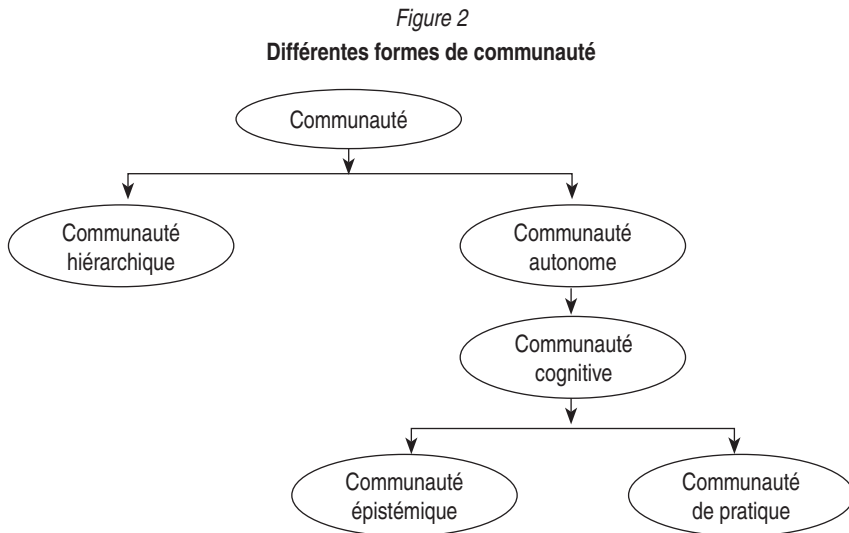 Figure 2
Différentes formes de communauté
Communauté
Communauté
hiérarchique
Communauté
autonome
Communauté
cognitive
Communauté
épistémique
Communauté
de pratique